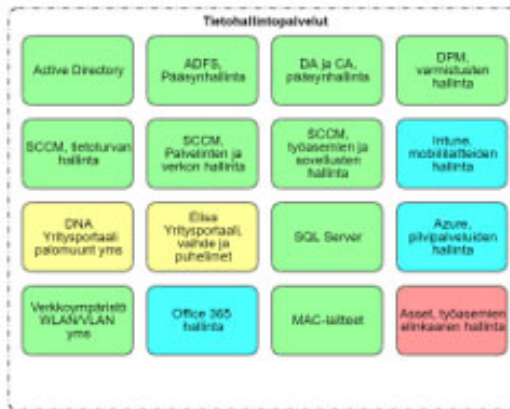 Tietohallintopalvelut
Active Directory
ADFS,
Pääsynhallinta
DA ja CA,
pääsynhallinta
DPM,
varmistusten
hallinta
SCCM, tietoturvan
hallinta
SCCM,
Palvelinten ja
verkon hallinta
SCCM,
työasemien ja
sovellusten
hallinta
Intune,
mobiililaitteiden
hallinta
DNA
Yritysportaali
palomuurit yms
Elisa
Yritysportaali,
vaihde ja
puhelimet
SQL Server
Azure,
pilvipalveluiden
hallinta
Verkkoympäristö
WLAN/VLAN
yms
Office 365
hallinta
MAC-laitteet
Asset, työasemien
elinkaaren hallinta